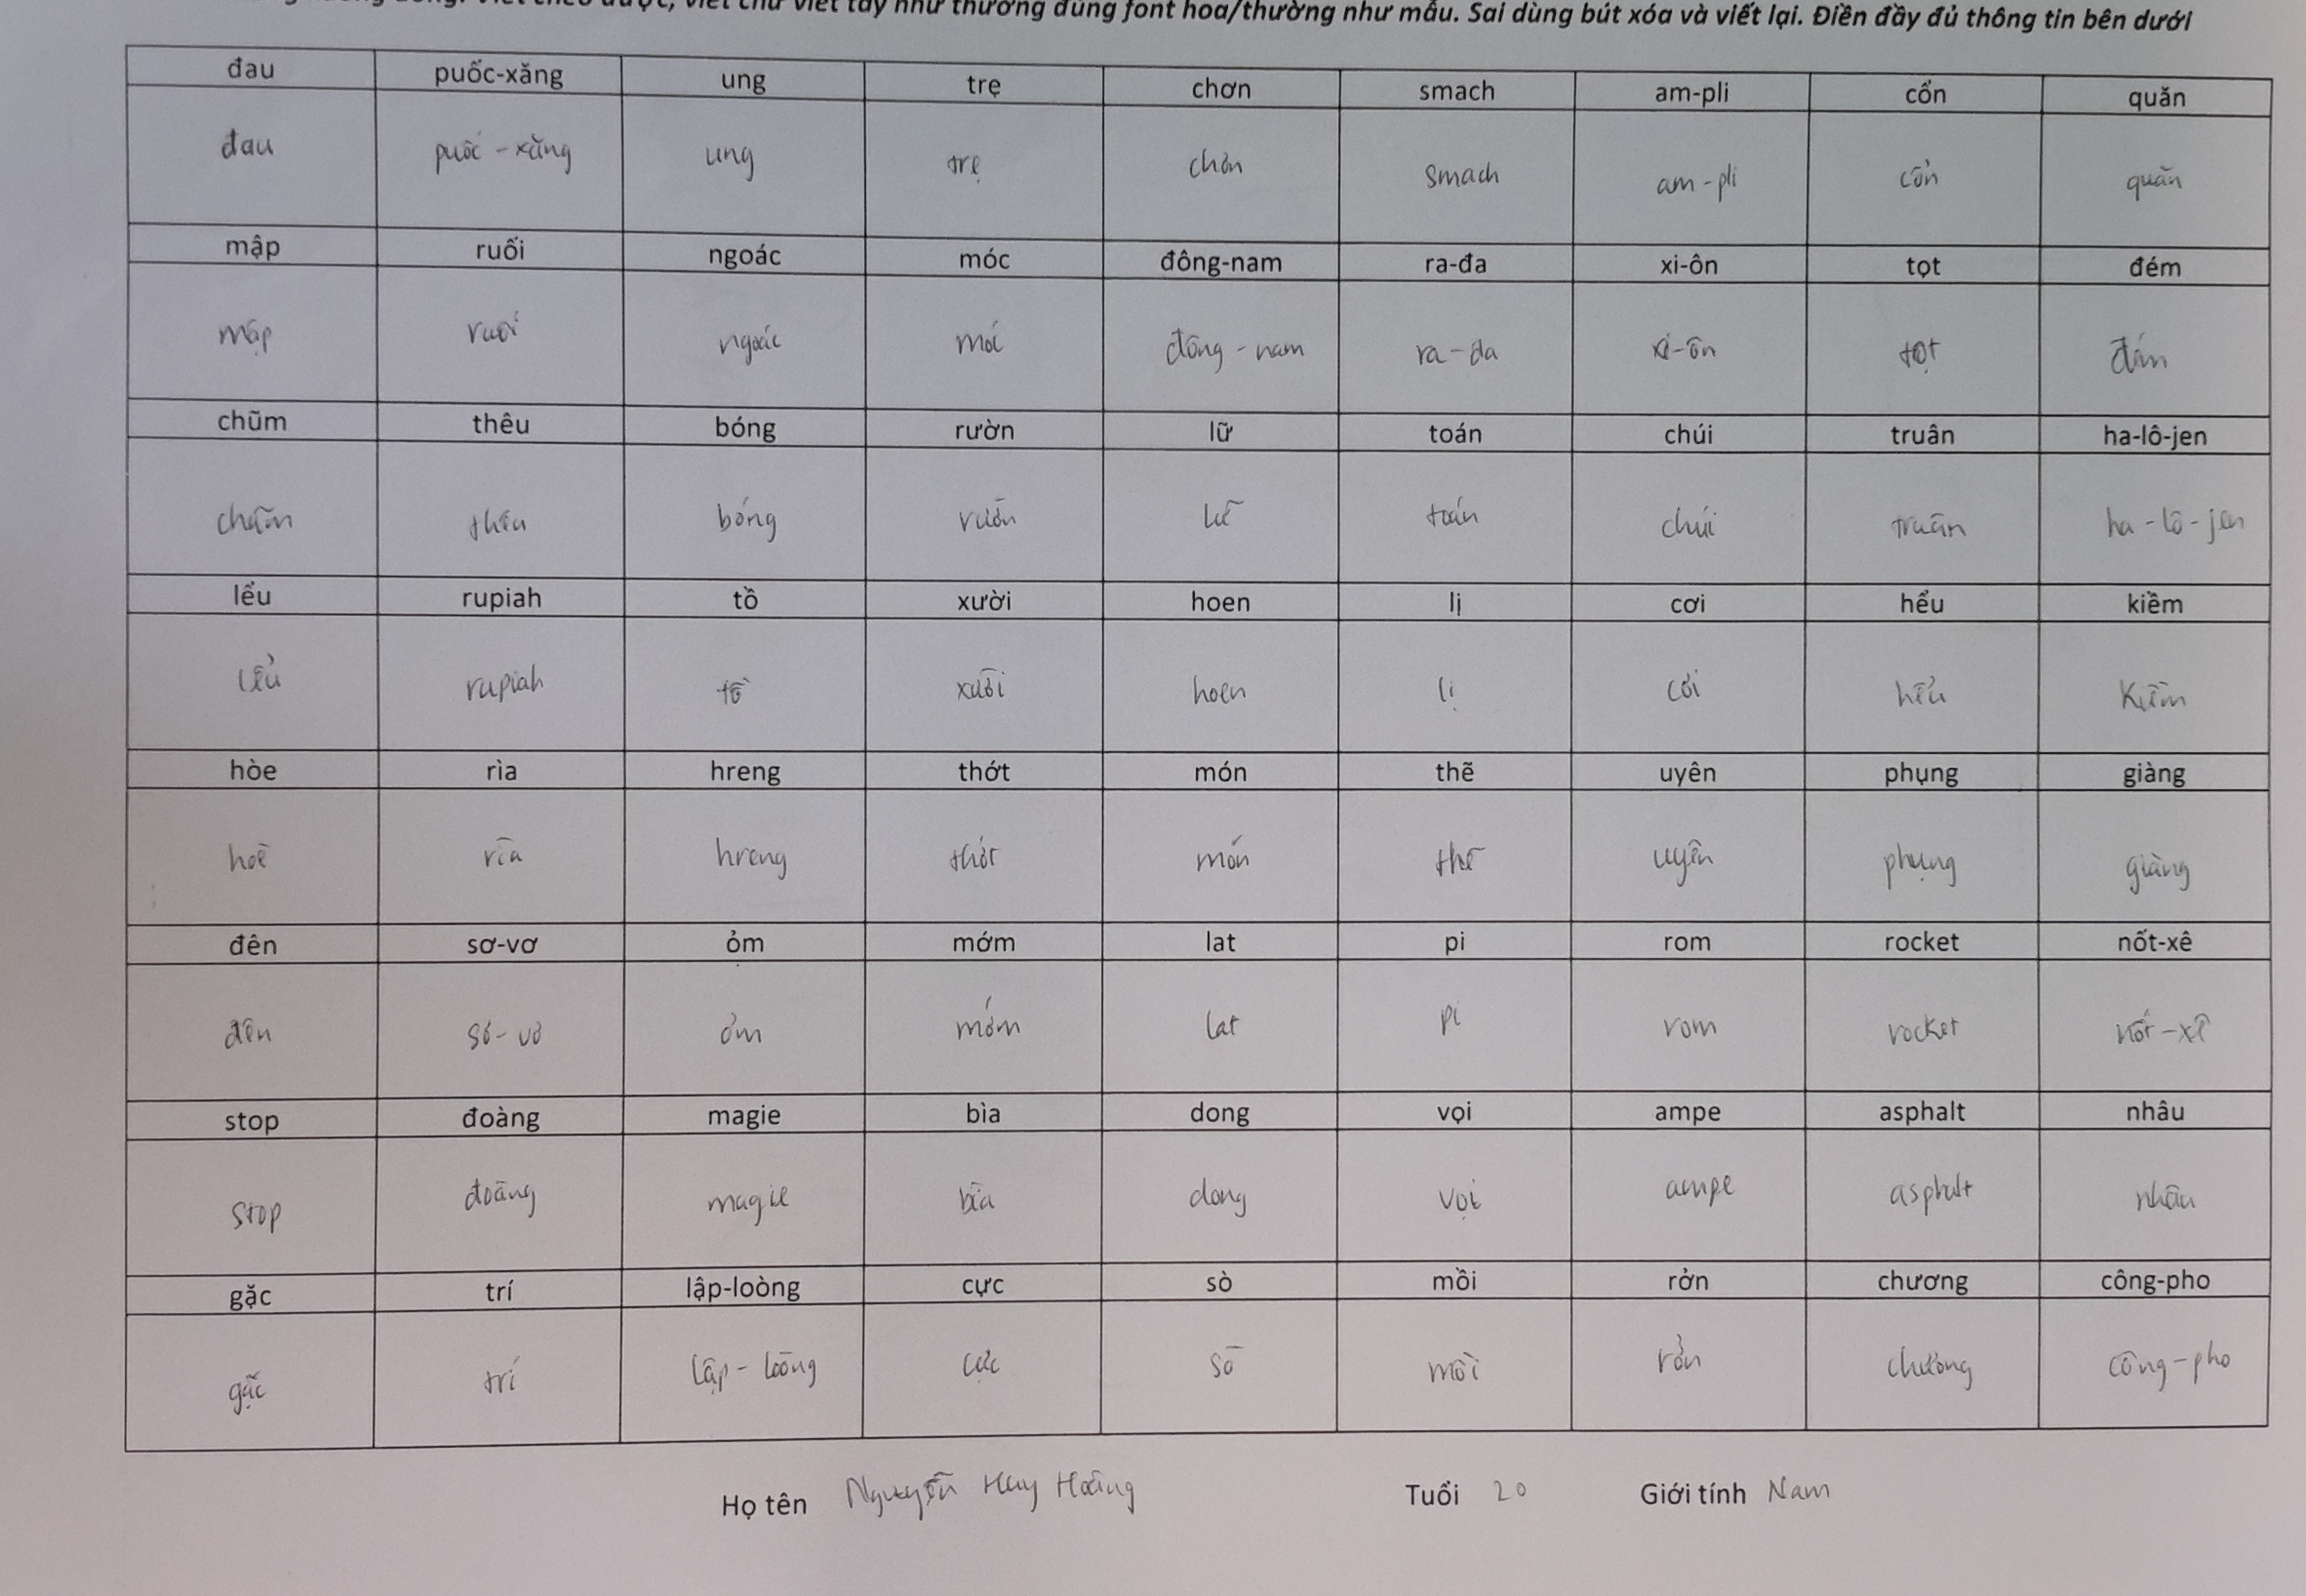 viết chữ viết tay như thường đúng font hoa/thường như mẫu. Sai dùng bút xóa và viết lại. Điền đầy đủ thông tin bên dưới
đau puốc-xăng ung trẹ chơn smach am-pli cổn quăn
đau puốc-xăng ung trẹ chơn smach am-pli cổn quăn
mập ruối ngoác móc đông-nam ra-đa xi-ôn tọt đém
mập ruối ngoác móc đông-nam ra-đa xi-ôn tọt đém
chũm thêu bóng rườn lữ toán chúi truân ha-lô-jen
chũm thêu bóng rườn lữ toán chúi truân ha-lô-jen
lểu rupiah tồ xười hoen lị cơi hểu kiềm
lểu rupiah tồ xười hoen lị cơi hểu kiềm
hòe rìa hreng thớt món thẽ uyên phụng giàng
hoè rìa hreng thớt món thẽ uyên phụng giàng
đên sơ-vơ ỏm mớm lat pi rom rocket nốt-xê
đên sơ-vơ ỏm mớm lat pi rom rocket nốt-xê
stop đoàng magie bìa dong vọi ampe asphalt nhâu
stop đoàng magie bìa dong vọi ampe asphalt nhâu
gặc trí lập-loòng cực sò mồi rởn chương công-pho
gặc trí lập-loòng cực sò mồi rởn chương công-pho
Họ tên Nguyễn Huy Hoàng Tuổi 20 Giới tính Nam